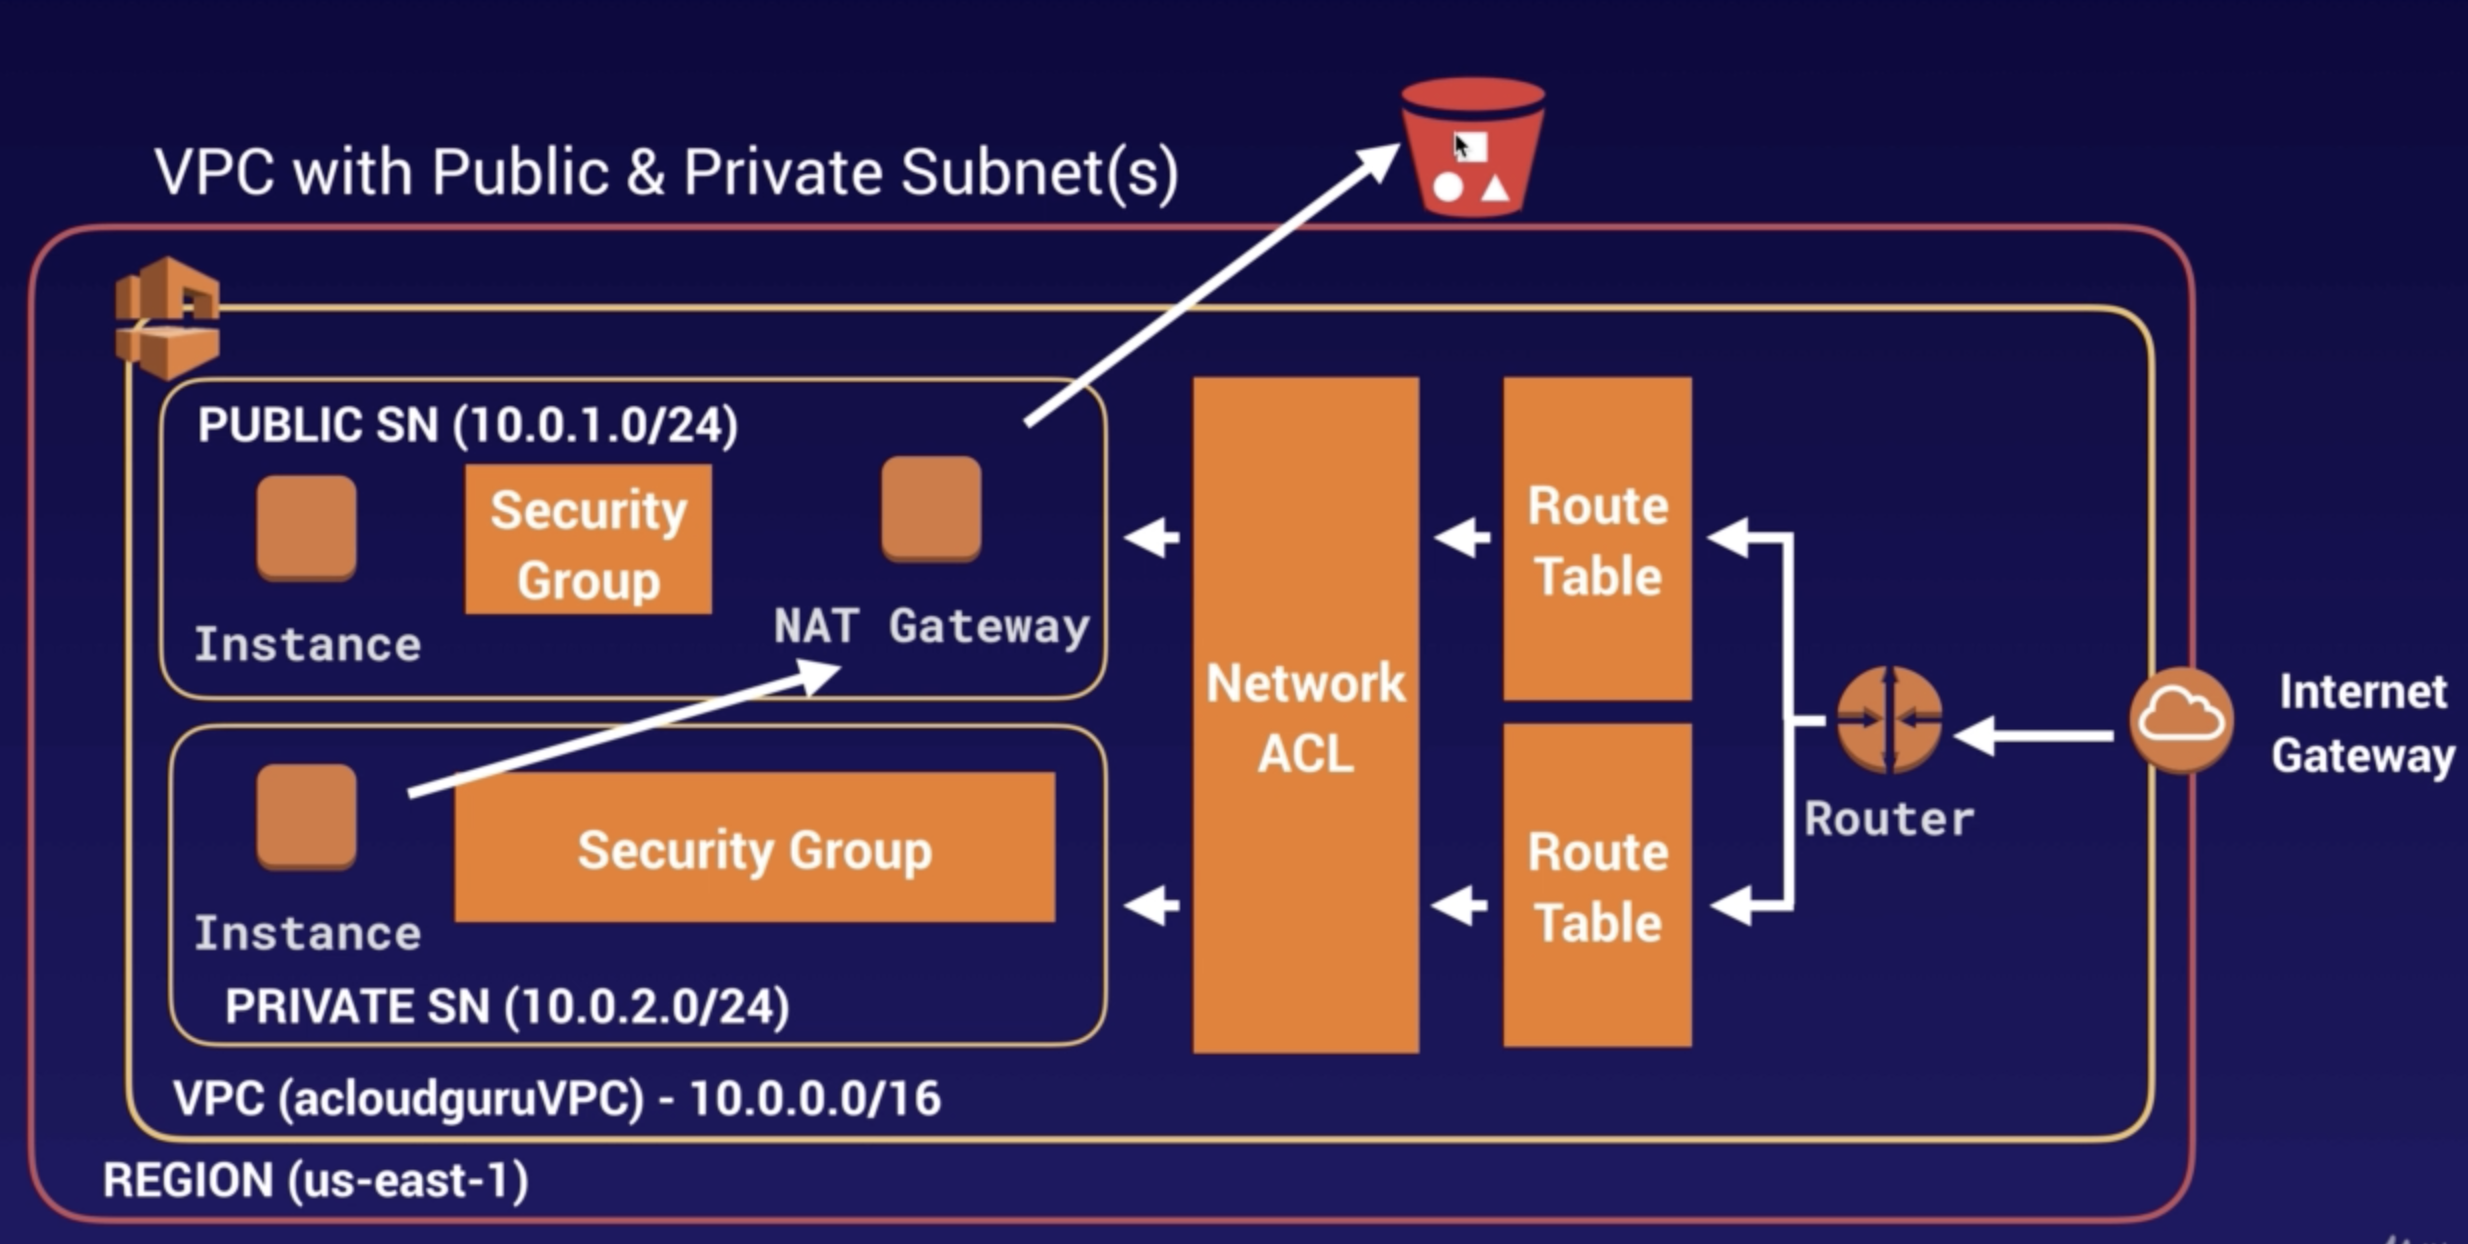 VPC with Public & Private Subnet(s)
PUBLIC SN (10.0.1.0/24)
Security
Group
Instance
NAT Gateway
Security Group
Instance
PRIVATE SN (10.0.2.0/24)
VPC (acloudguruVPC) - 10.0.0.0/16
REGION (us-east-1)
Network
ACL
Route
Table
Route
Table
Router
Internet
Gateway